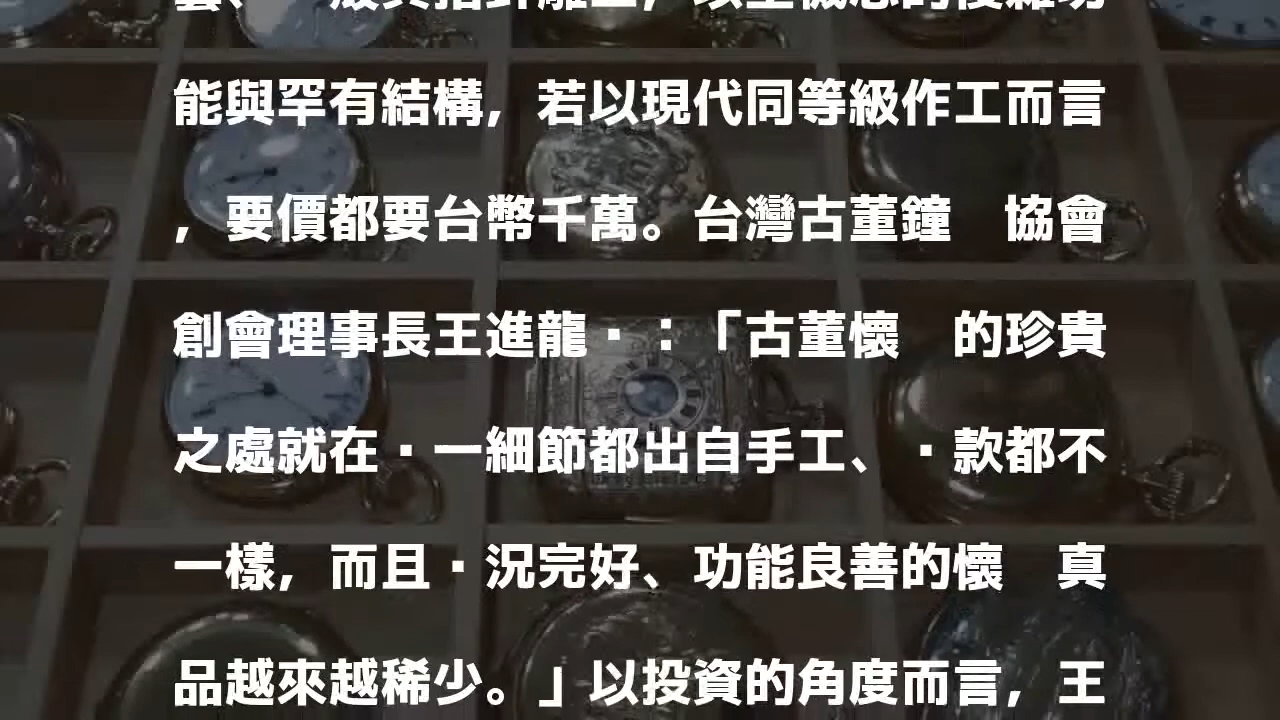 能與罕有結構，若以現代同等級作工而言
，要價都要台幣千萬。台灣古董鐘　協會
創會理事長王進龍▪：「古董懷　的珍貴
之處就在▪一細節都出自手工、▪款都不
一樣，而且▪況完好、功能良善的懷　真
品越來越稀少。」以投資的角度而言，王